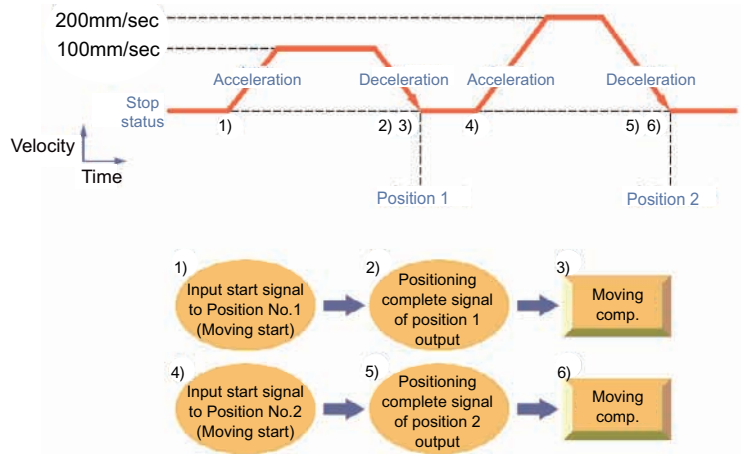 200mm/sec
100mm/sec
Acceleration Deceleration Acceleration Deceleration
Stop
status
1) 2) 3) 4) 5) 6)
Velocity
Time
Position 1 Position 2
1) 2) 3)
Input start signal
to Position No.1
(Moving start)
Positioning
complete signal
of position 1
output
Moving
comp.
4) 5) 6)
Input start signal
to Position No.2
(Moving start)
Positioning
complete signal
of position 2
output
Moving
comp.